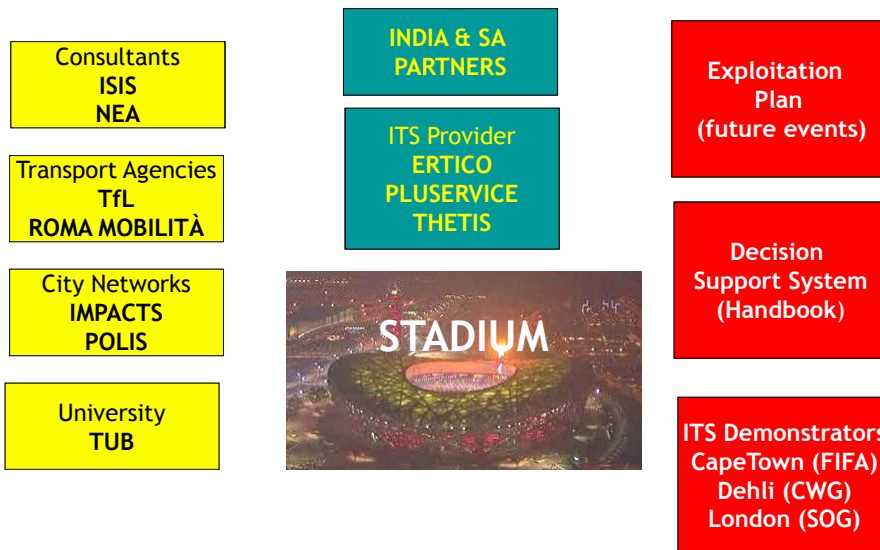 Consultants
ISIS
NEA
Transport Agencies
TfL
ROMA MOBILITÀ
City Networks
IMPACTS
POLIS
University
TUB
INDIA & SA
PARTNERS
ITS Provider
ERTICO
PLUSERVICE
THETIS
STADIUM
Exploitation
Plan
(future events)
Decision
Support System
(Handbook)
ITS Demonstrators
CapeTown (FIFA)
Dehli (CWG)
London (SOG)